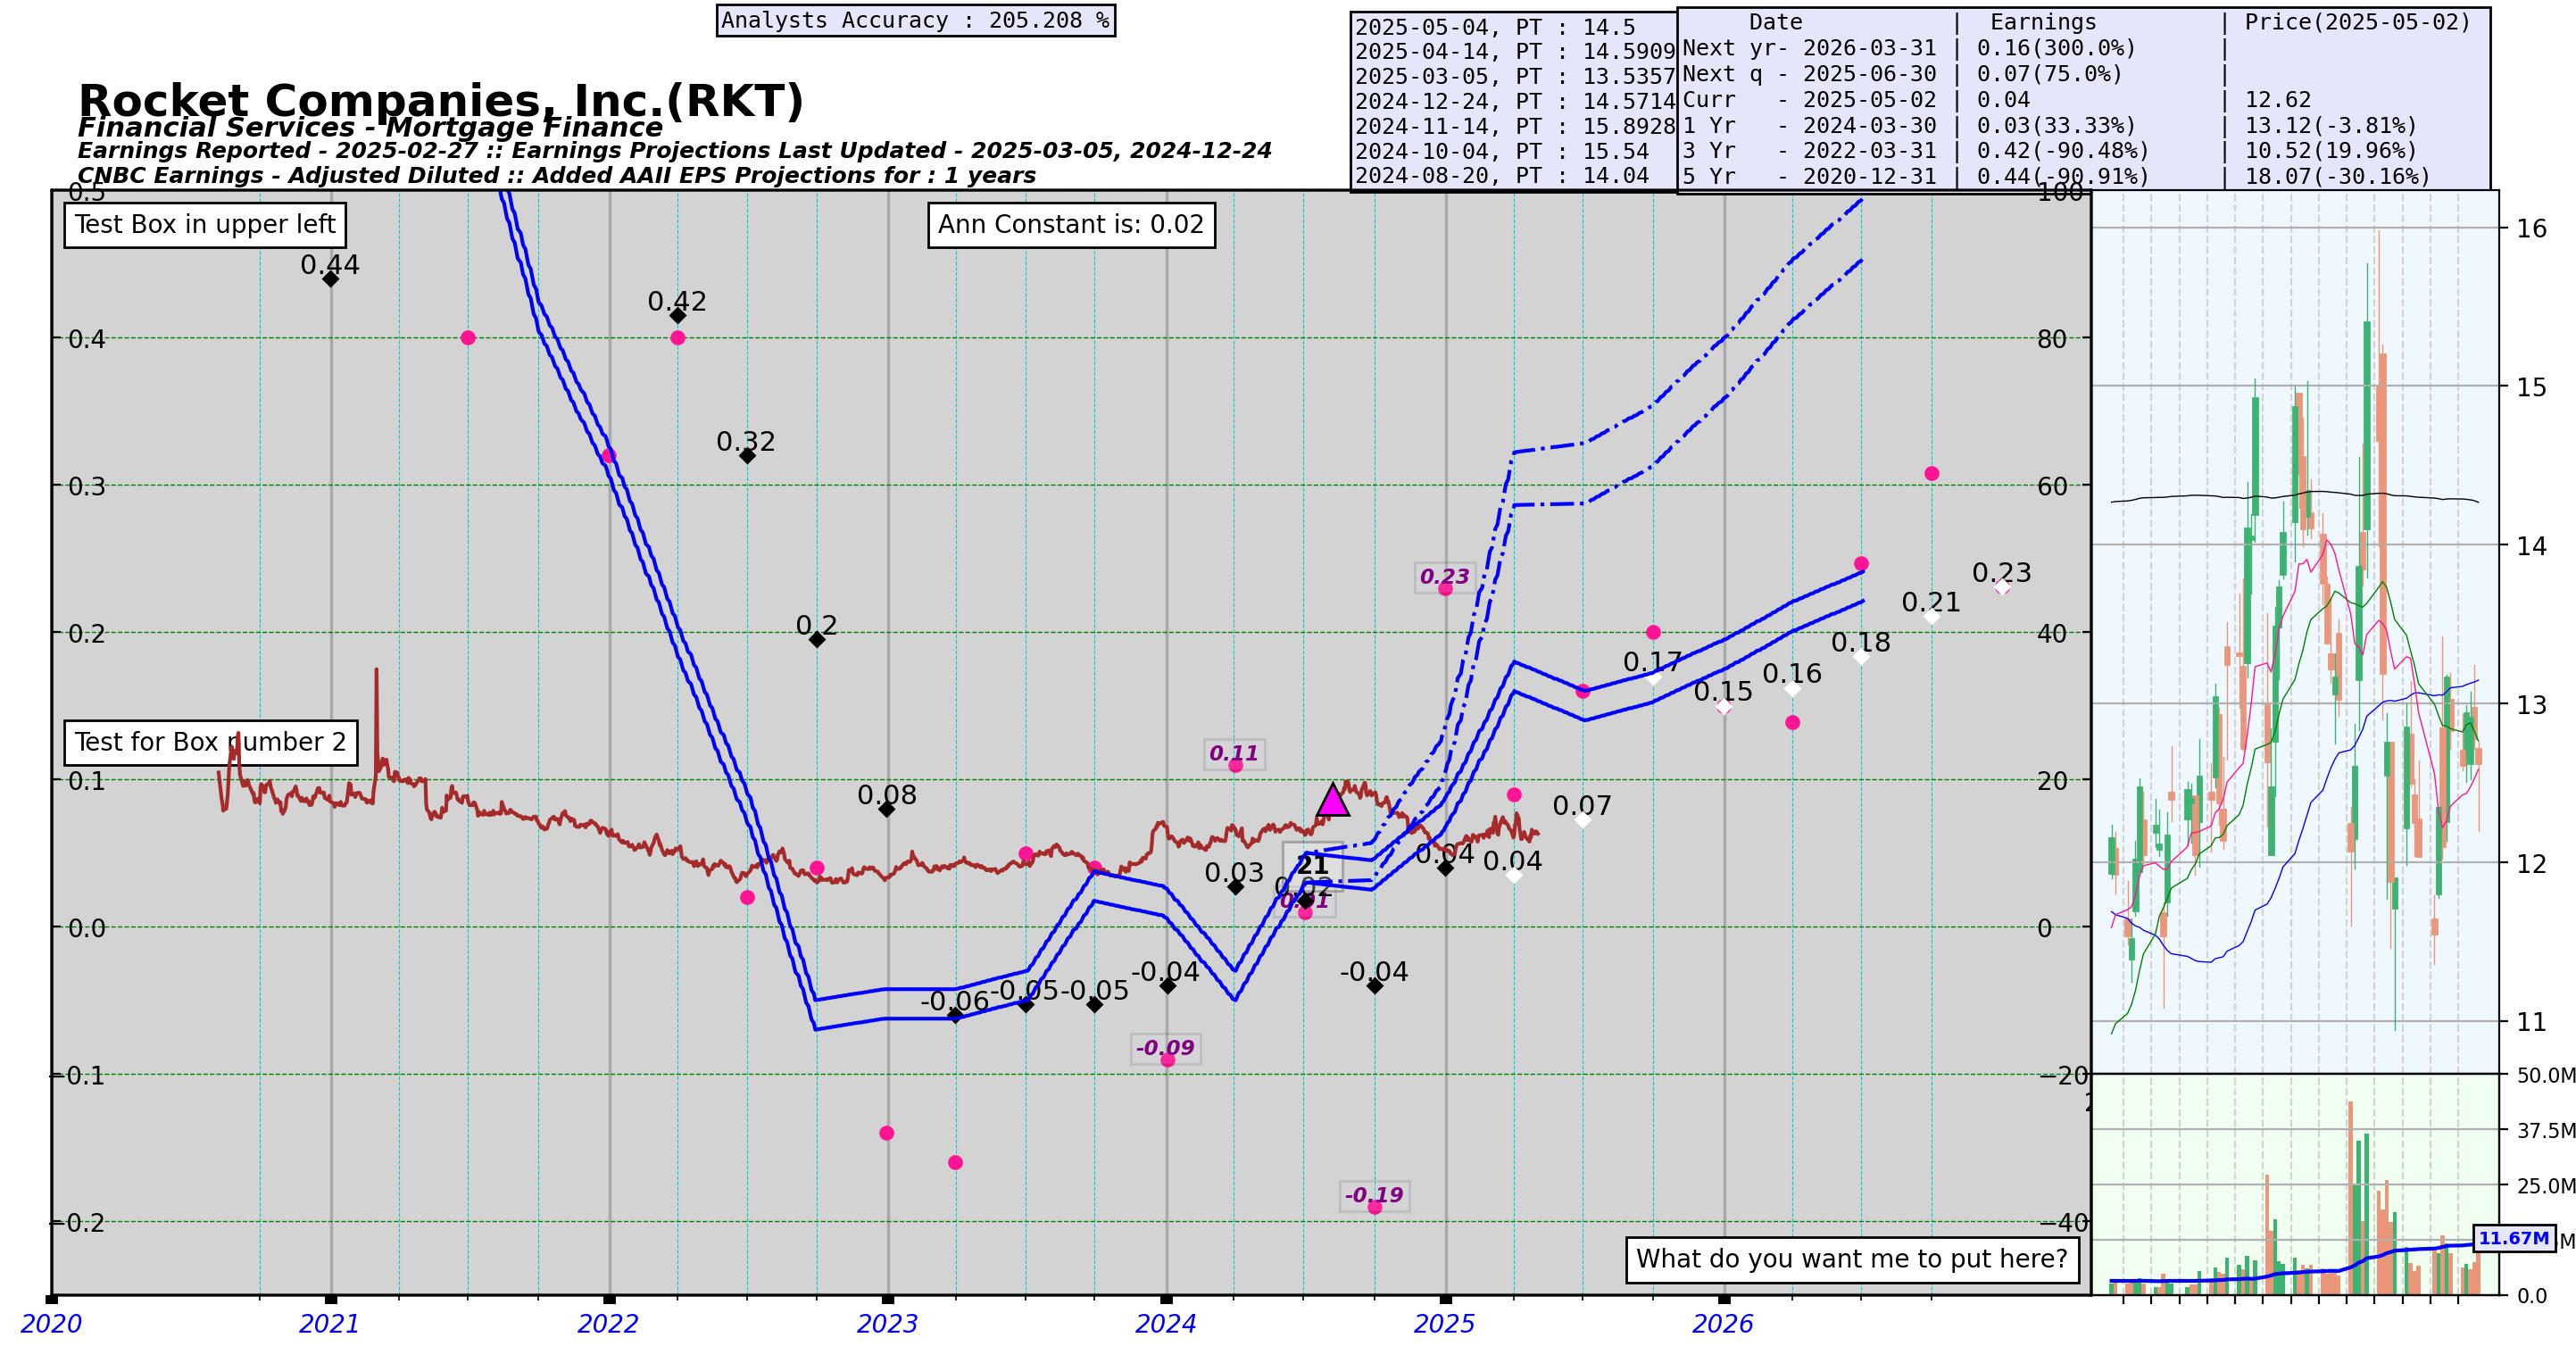 Analysts Accuracy : 205.208 %
2025-05-04, PT : 14.5
2025-04-14, PT : 14.5909
2025-03-05, PT : 13.5357
2024-12-24, PT : 14.5714
2024-11-14, PT : 15.8928
2024-10-04, PT : 15.54
2024-08-20, PT : 14.04
Date | Earnings | Price(2025-05-02)
Next yr- 2026-03-31 | 0.16(300.0%) |
Next q - 2025-06-30 | 0.07(75.0%) |
Curr - 2025-05-02 | 0.04 | 12.62
1 Yr - 2024-03-30 | 0.03(33.33%) | 13.12(-3.81%)
3 Yr - 2022-03-31 | 0.42(-90.48%) | 10.52(19.96%)
5 Yr - 2020-12-31 | 0.44(-90.91%) | 18.07(-30.16%)
Rocket Companies, Inc.(RKT)
Financial Services - Mortgage Finance
Earnings Reported - 2025-02-27 :: Earnings Projections Last Updated - 2025-03-05, 2024-12-24
CNBC Earnings - Adjusted Diluted :: Added AAII EPS Projections for : 1 years
Test Box in upper left
Ann Constant is: 0.02
Test for Box number 2
What do you want me to put here?
0.5
0.4
0.3
0.2
0.1
0.0
−0.1
−0.2
0.44
0.42
0.32
0.2
0.08
-0.06
-0.05
-0.05
-0.04
-0.09
0.03
0.11
21
0.02
0.01
-0.04
-0.19
0.23
0.04
0.04
0.07
0.17
0.15
0.16
0.18
0.21
0.23
100
80
60
40
20
0
−20
−40
16
15
14
13
12
11
50.0M
37.5M
25.0M
11.67M
0.0
2020
2021
2022
2023
2024
2025
2026